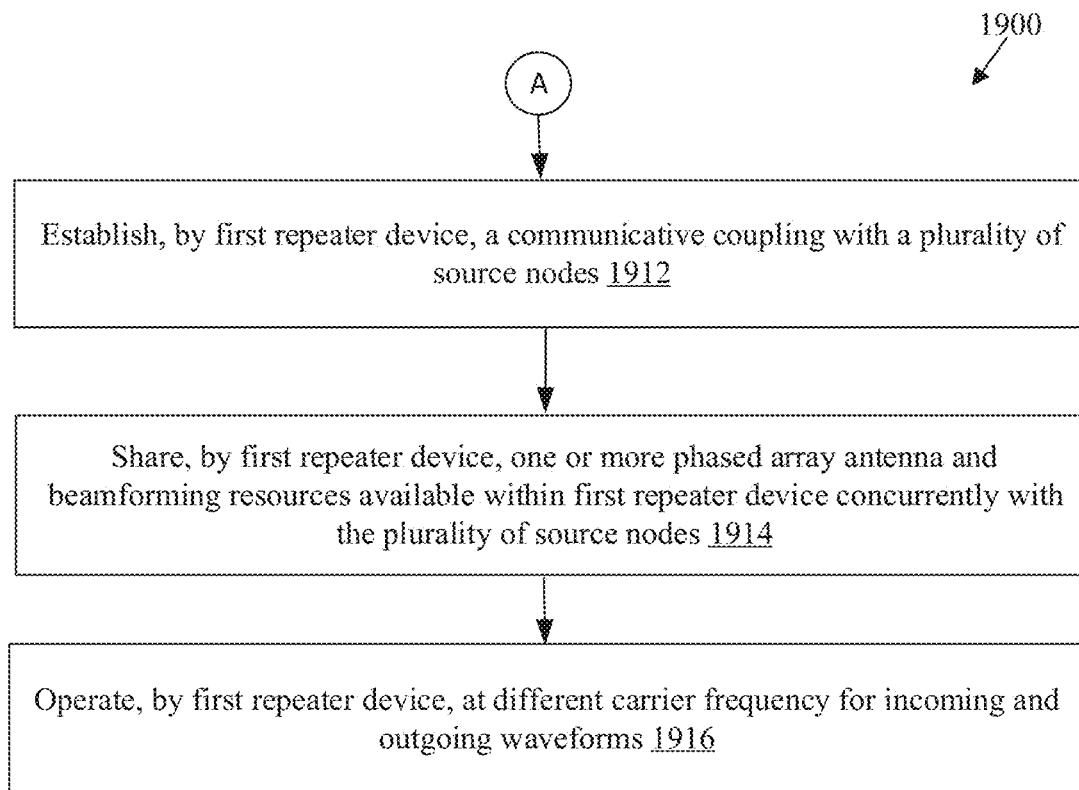 1900
A
Establish, by first repeater device, a communicative coupling with a plurality of
source nodes 1912
Share, by first repeater device, one or more phased array antenna and
beamforming resources available within first repeater device concurrently with
the plurality of source nodes 1914
Operate, by first repeater device, at different carrier frequency for incoming and
outgoing waveforms 1916